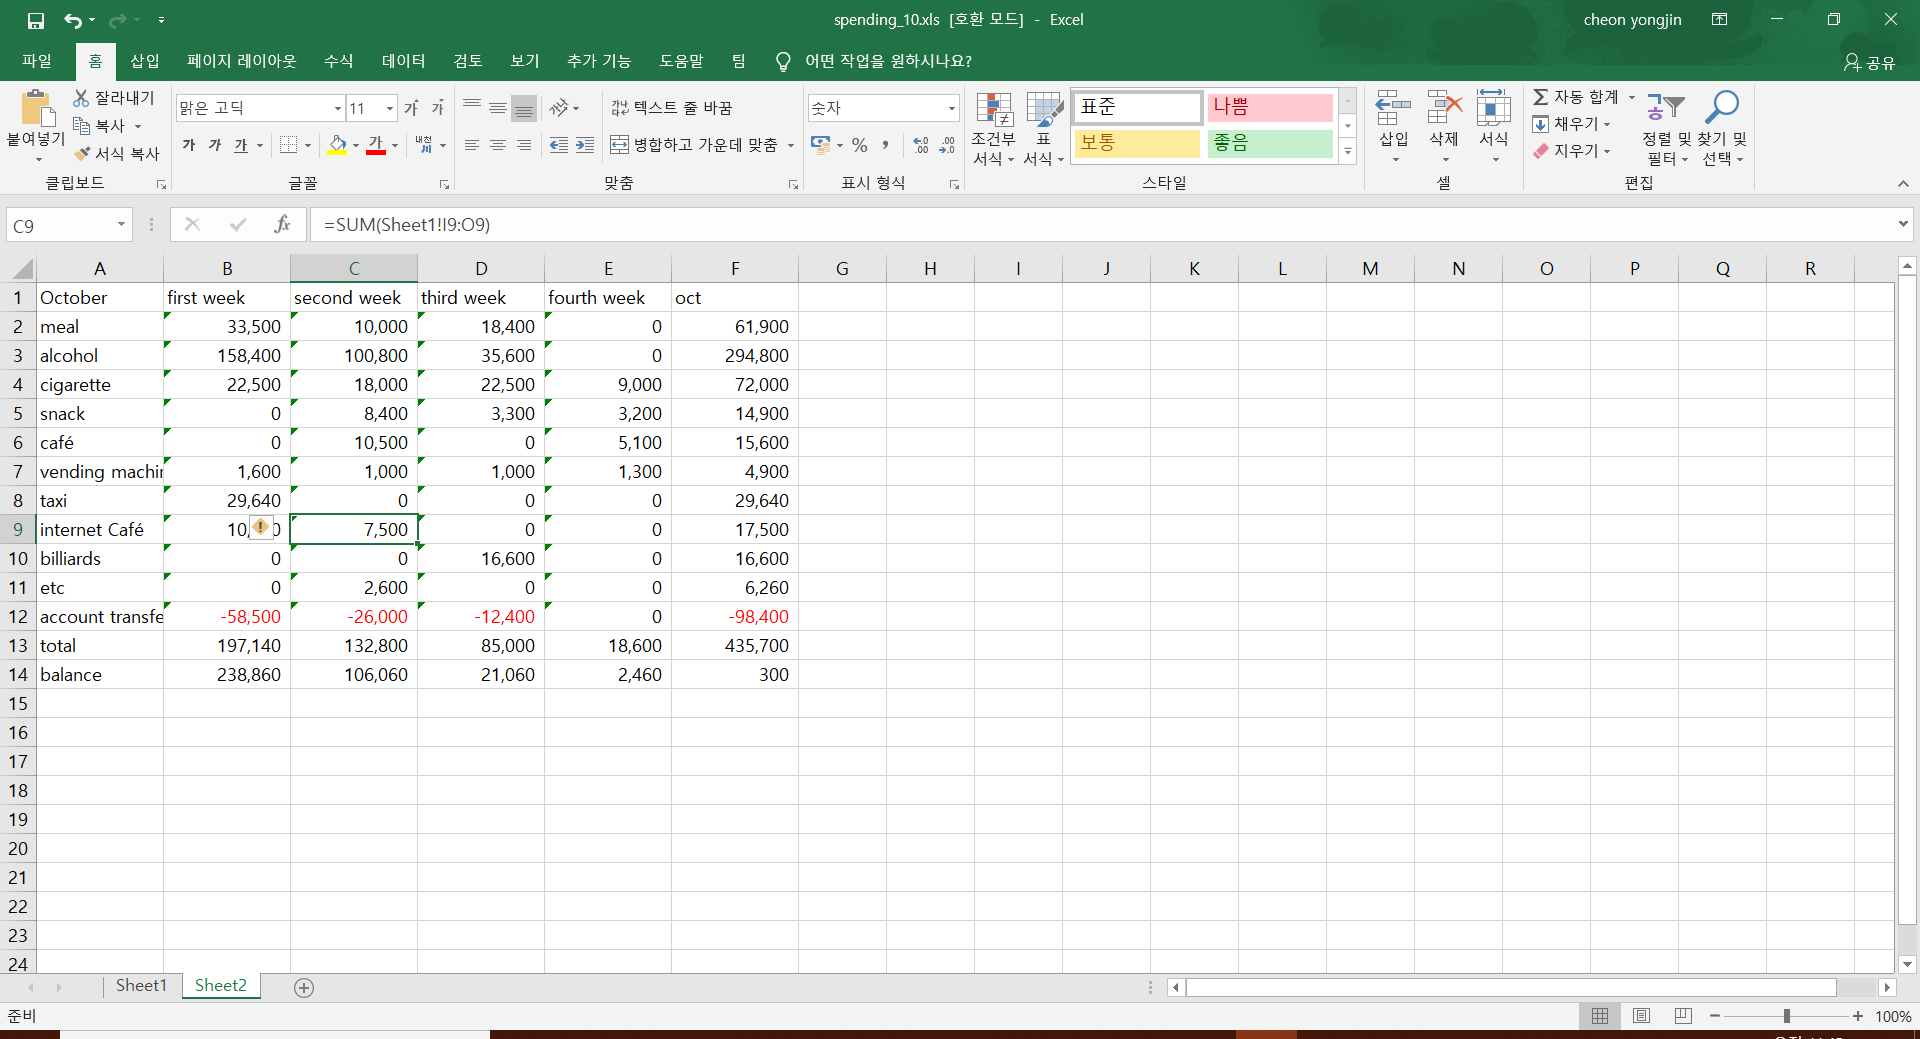 spending_10.xls [호환 모드] - Excel
cheon yongjin
파일 홈 삽입 페이지 레이아웃 수식 데이터 검토 보기 추가 기능 도움말 팀 어떤 작업을 원하시나요? 공유
붙여넣기 잘라내기 복사 서식 복사
맑은 고딕 11 가 가
가 가 가 가 내천
텍스트 줄 바꿈
병합하고 가운데 맞춤
숫자
조건부 서식 표 서식
표준 나쁨
보통 좋음
삽입 삭제 서식
자동 합계
채우기
지우기
정렬 및 필터 찾기 및 선택
클립보드 글꼴 맞춤 표시 형식 스타일 셀 편집
C9 fx =SUM(Sheet1!I9:O9)
A B C D E F G H I J K L M N O P Q R
1 October first week second week third week fourth week oct
2 meal 33,500 10,000 18,400 0 61,900
3 alcohol 158,400 100,800 35,600 0 294,800
4 cigarette 22,500 18,000 22,500 9,000 72,000
5 snack 0 8,400 3,300 3,200 14,900
6 café 0 10,500 0 5,100 15,600
7 vending machin 1,600 1,000 1,000 1,300 4,900
8 taxi 29,640 0 0 0 29,640
9 internet Café 7,500 0 0 17,500
10 billiards 0 0 16,600 0 16,600
11 etc 0 2,600 0 0 6,260
12 account transfe -58,500 -26,000 -12,400 0 -98,400
13 total 197,140 132,800 85,000 18,600 435,700
14 balance 238,860 106,060 21,060 2,460 300
15
16
17
18
19
20
21
22
23
24
Sheet1 Sheet2
준비
100%